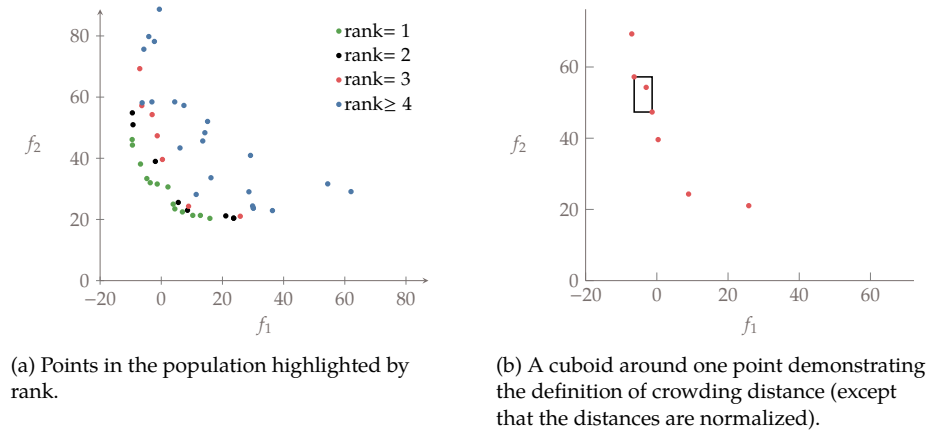 80
60
40
20
0
f₂
−20
0
20
40
60
80
f₁
rank= 1
rank= 2
rank= 3
rank≥ 4
(a) Points in the population highlighted by
rank.
60
40
20
0
f₂
−20
0
20
40
60
f₁
(b) A cuboid around one point demonstrating
the definition of crowding distance (except
that the distances are normalized).